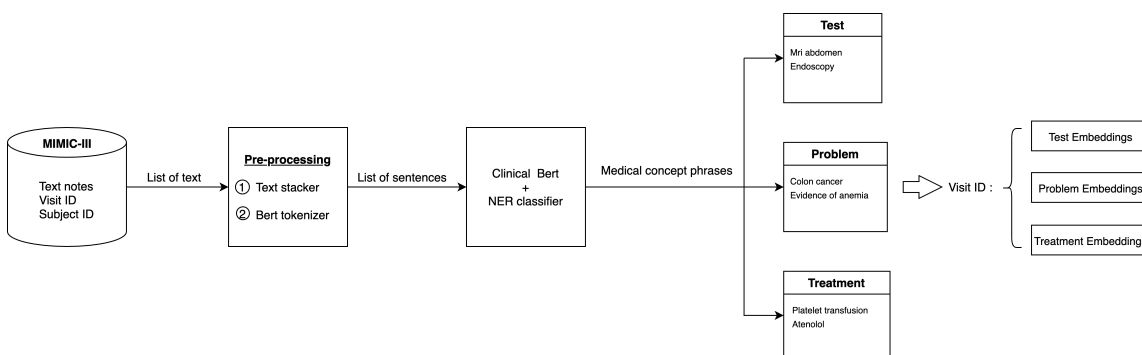 MIMIC-III
Text notes
Visit ID
Subject ID
List of text
Pre-processing
① Text stacker
② Bert tokenizer
List of sentences
Clinical Bert
+
NER classifier
Medical concept phrases
Test
Mri abdomen
Endoscopy
Problem
Colon cancer
Evidence of anemia
Treatment
Platelet transfusion
Atenolol
Visit ID :
Test Embeddings
Problem Embeddings
Treatment Embedding